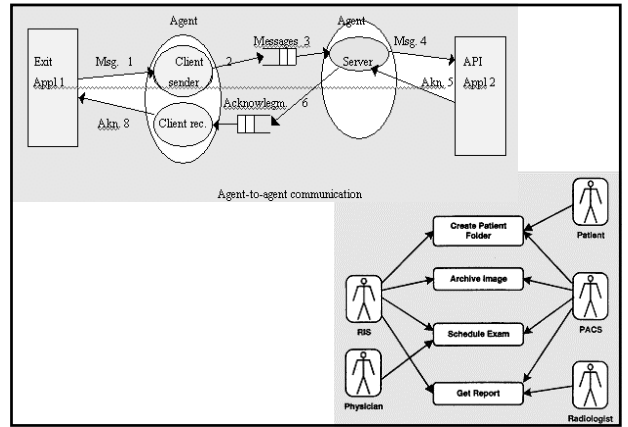 Agent
Agent
Exit
Appl 1
Msg. 1
Client
sender
2
Messages 3
Server
Msg. 4
API
Appl 2
Akn. 5
Acknowlegm.
6
Client rec.
Akn. 8
Agent-to-agent communication
Create Patient
Folder
Patient
Archive Image
RIS
PACS
Schedule Exam
Physician
Get Report
Radiologist